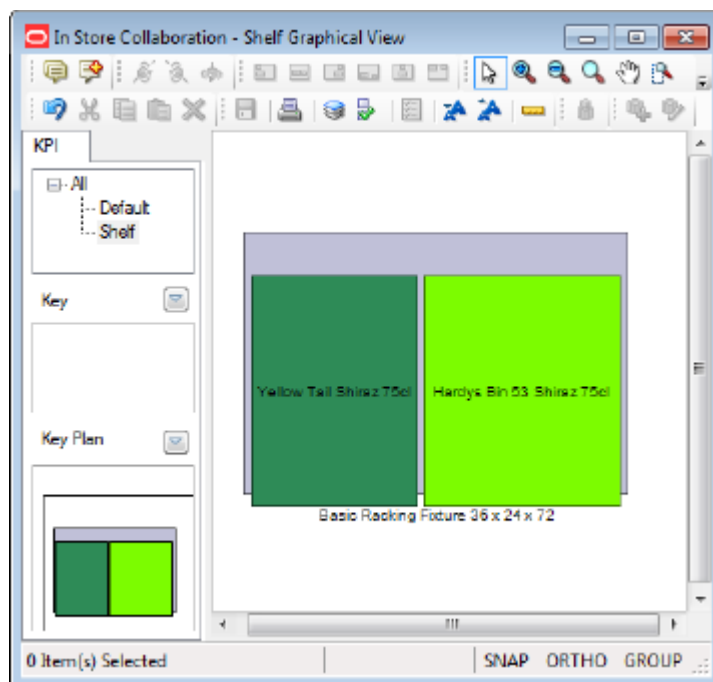 In Store Collaboration - Shelf Graphical View
KPI
All
Default
Shelf
Key
Key Plan
Yellow Tail Shiraz 75cl
Hardys Bin 53 Shiraz 75cl
Basic Racking Fixture 36 x 24 x 72
0 Item(s) Selected
SNAP ORTHO GROUP